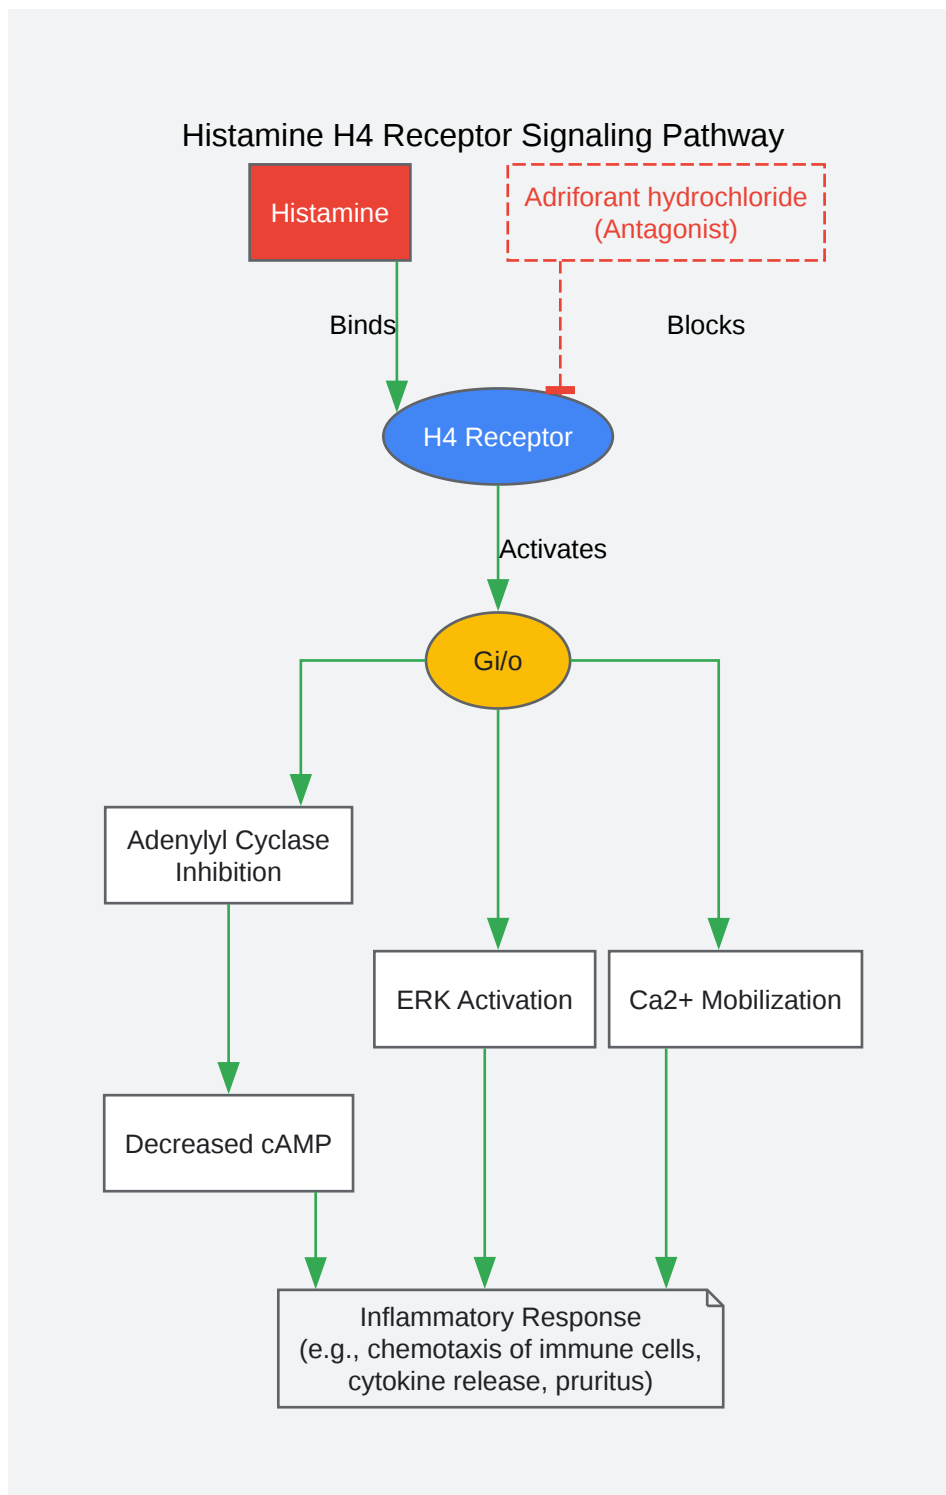 Histamine H4 Receptor Signaling Pathway
Histamine
Adriforant hydrochloride
(Antagonist)
Binds
Blocks
H4 Receptor
Activates
Gi/o
Adenylyl Cyclase
Inhibition
ERK Activation
Ca2+ Mobilization
Decreased cAMP
Inflammatory Response
(e.g., chemotaxis of immune cells,
cytokine release, pruritus)